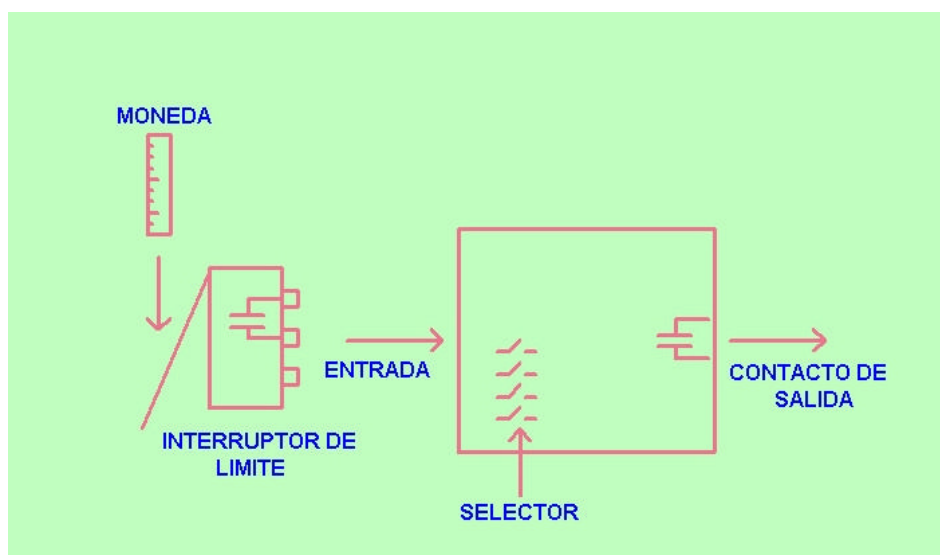 MONEDA
ENTRADA
INTERRUPTOR DE
LIMITE
SELECTOR
CONTACTO DE
SALIDA